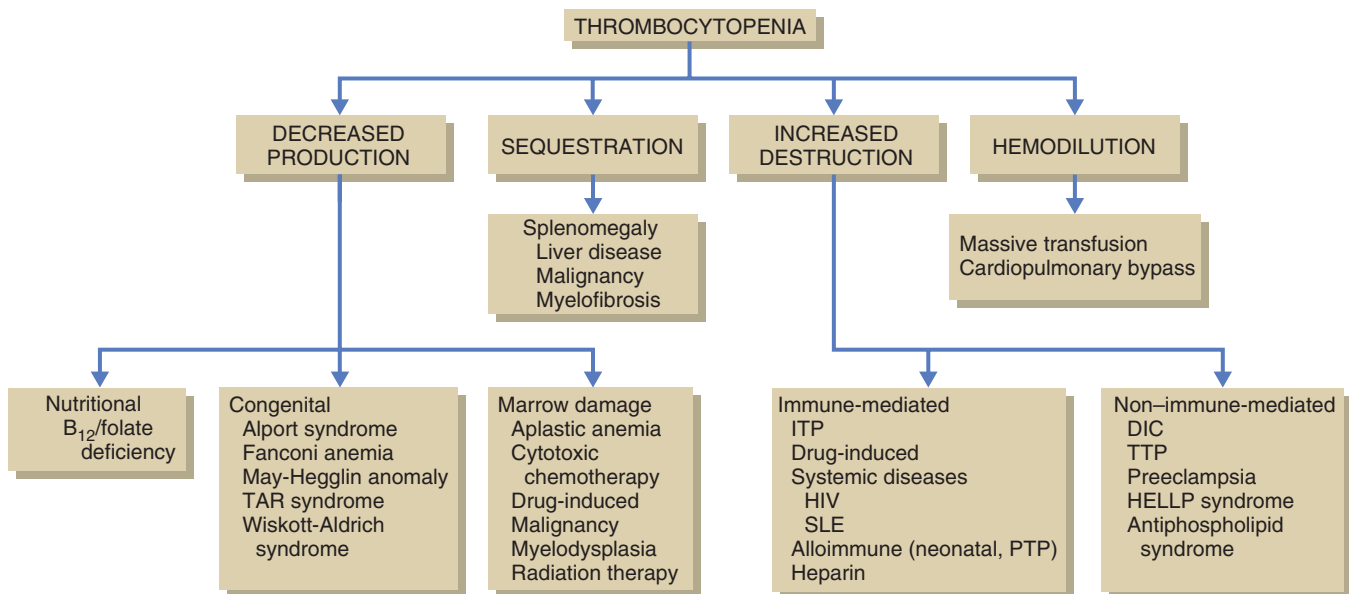 THROMBOCYTOPENIA
DECREASED
PRODUCTION
SEQUESTRATION
INCREASED
DESTRUCTION
HEMODILUTION
Splenomegaly
Liver disease
Malignancy
Myelofibrosis
Massive transfusion
Cardiopulmonary bypass
Nutritional
B12/folate
deficiency
Congenital
Alport syndrome
Fanconi anemia
May-Hegglin anomaly
TAR syndrome
Wiskott-Aldrich
syndrome
Marrow damage
Aplastic anemia
Cytotoxic
chemotherapy
Drug-induced
Malignancy
Myelodysplasia
Radiation therapy
Immune-mediated
ITP
Drug-induced
Systemic diseases
HIV
SLE
Alloimmune (neonatal, PTP)
Heparin
Non–immune-mediated
DIC
TTP
Preeclampsia
HELLP syndrome
Antiphospholipid
syndrome